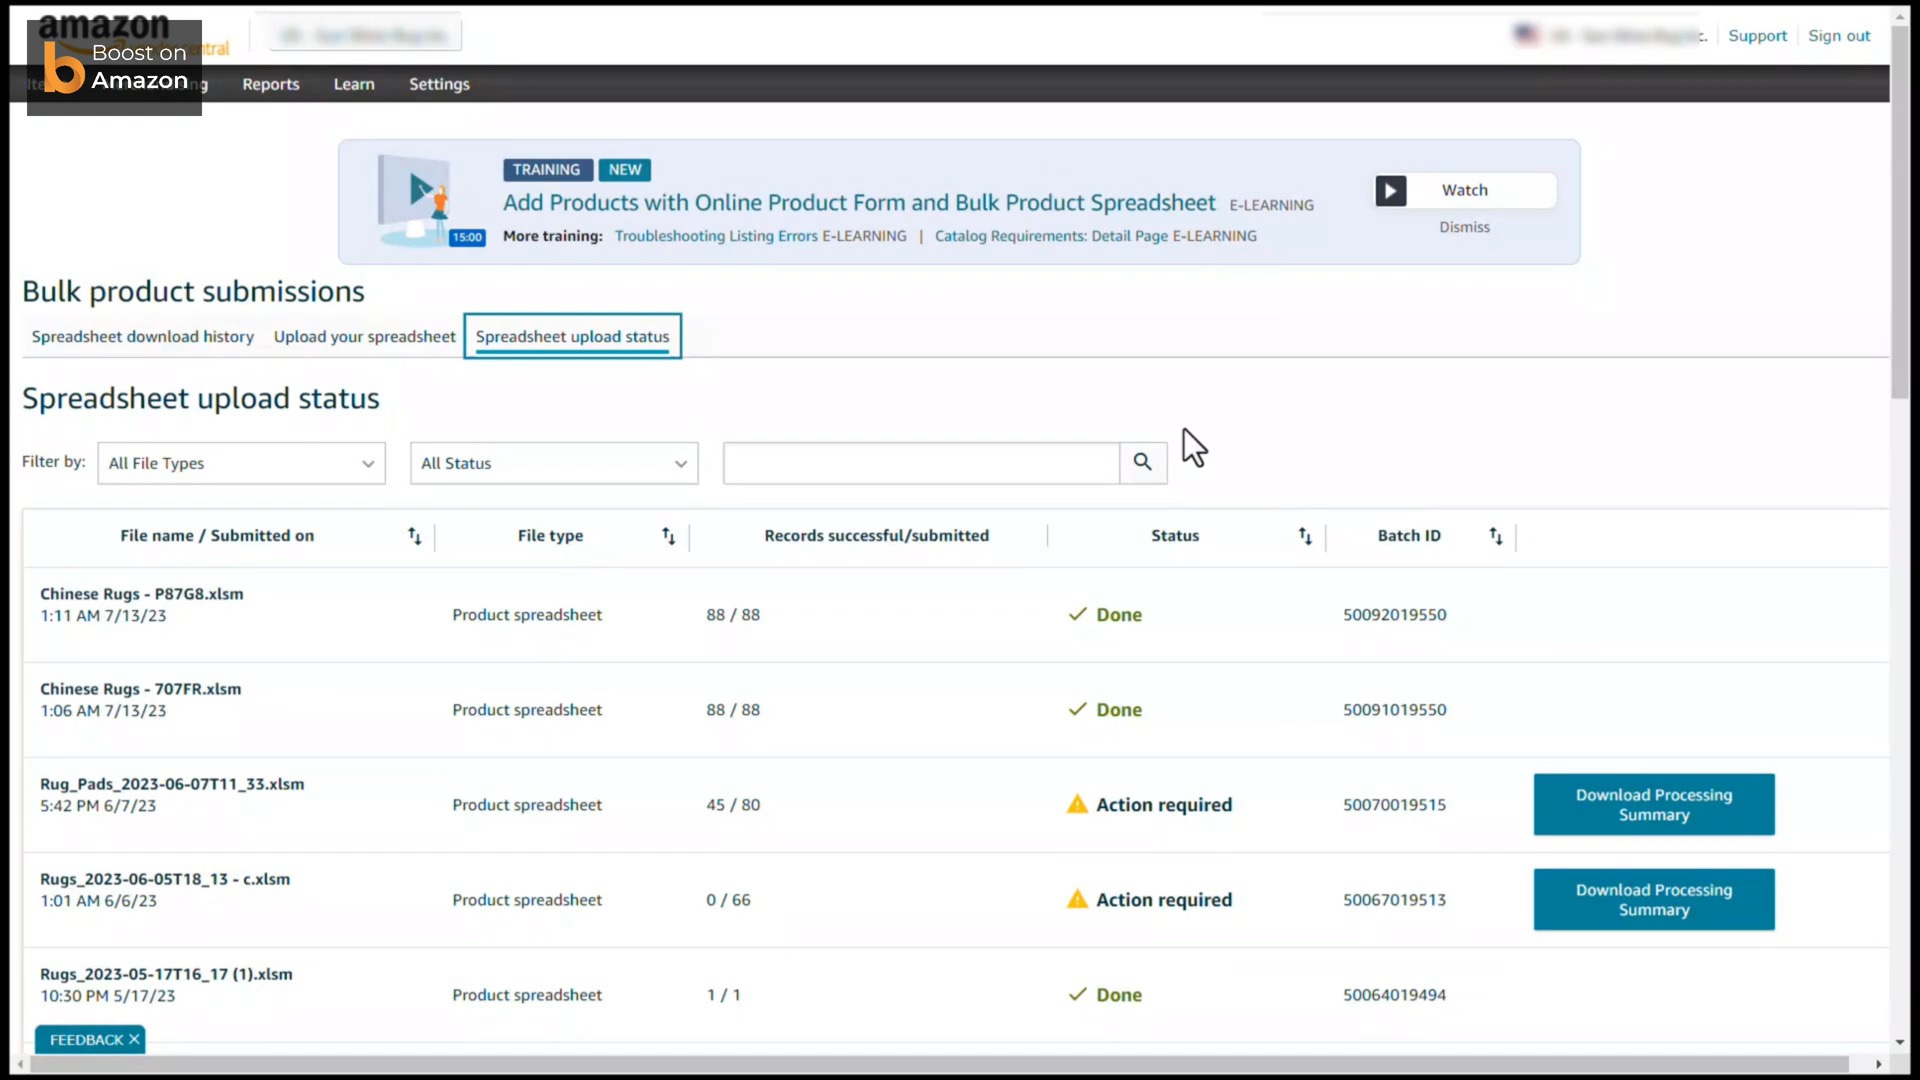 amazon
central
Boost on
Amazon
Support
Sign out
Reports
Learn
Settings
TRAINING NEW
Add Products with Online Product Form and Bulk Product Spreadsheet E-LEARNING
15:00
More training: Troubleshooting Listing Errors E-LEARNING | Catalog Requirements: Detail Page E-LEARNING
Watch
Dismiss
Bulk product submissions
Spreadsheet download history Upload your spreadsheet Spreadsheet upload status
Spreadsheet upload status
Filter by: All File Types All Status
File name / Submitted on File type Records successful/submitted Status Batch ID
Chinese Rugs - P87G8.xlsm
1:11 AM 7/13/23
Product spreadsheet 88 / 88 Done 50092019550
Chinese Rugs - 707FR.xlsm
1:06 AM 7/13/23
Product spreadsheet 88 / 88 Done 50091019550
Rug_Pads_2023-06-07T11_33.xlsm
5:42 PM 6/7/23
Product spreadsheet 45 / 80 Action required 50070019515
Download Processing
Summary
Rugs_2023-06-05T18_13 - c.xlsm
1:01 AM 6/6/23
Product spreadsheet 0 / 66 Action required 50067019513
Download Processing
Summary
Rugs_2023-05-17T16_17 (1).xlsm
10:30 PM 5/17/23
Product spreadsheet 1 / 1 Done 50064019494
FEEDBACK